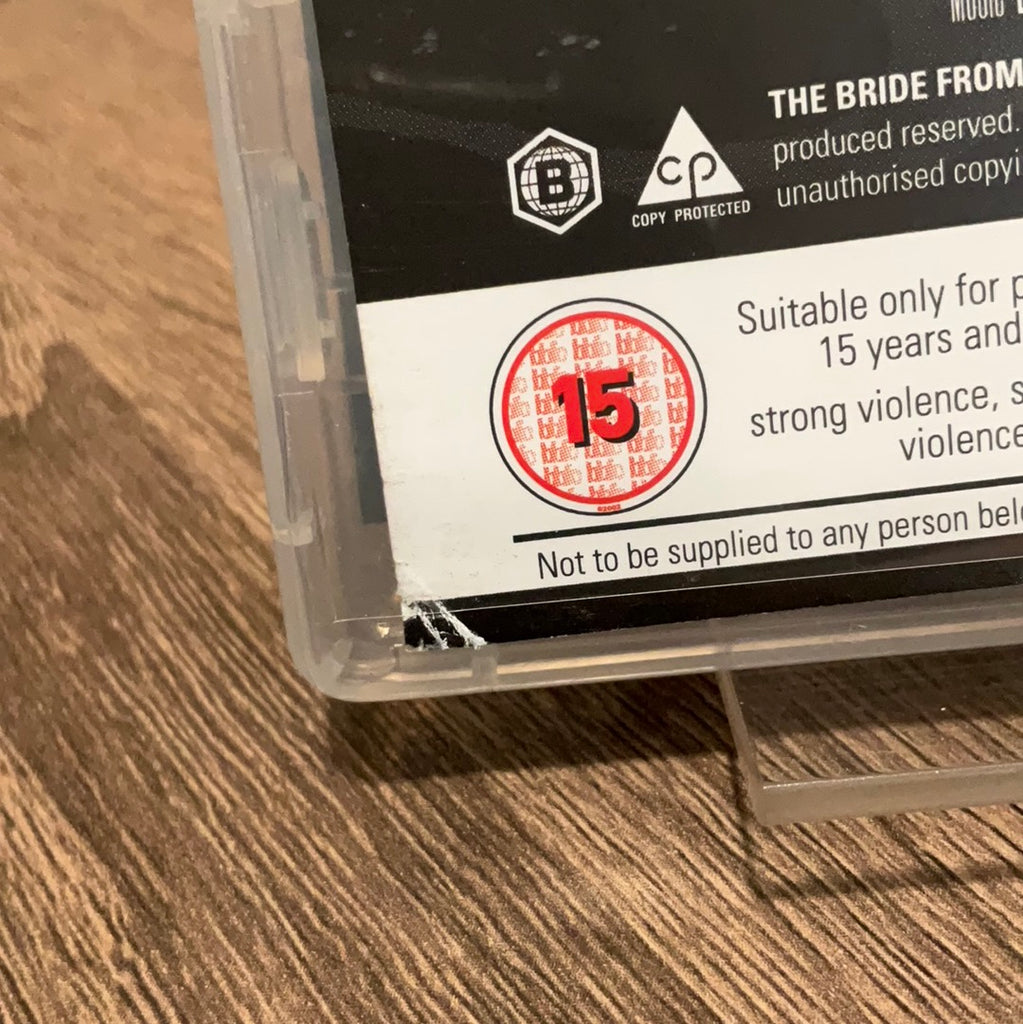 THE BRIDE FROM
produced reserved.
unauthorised copyi
B
cp
COPY PROTECTED
Suitable only for p
15 years and
strong violence, s
violence
15
Not to be supplied to any person belo